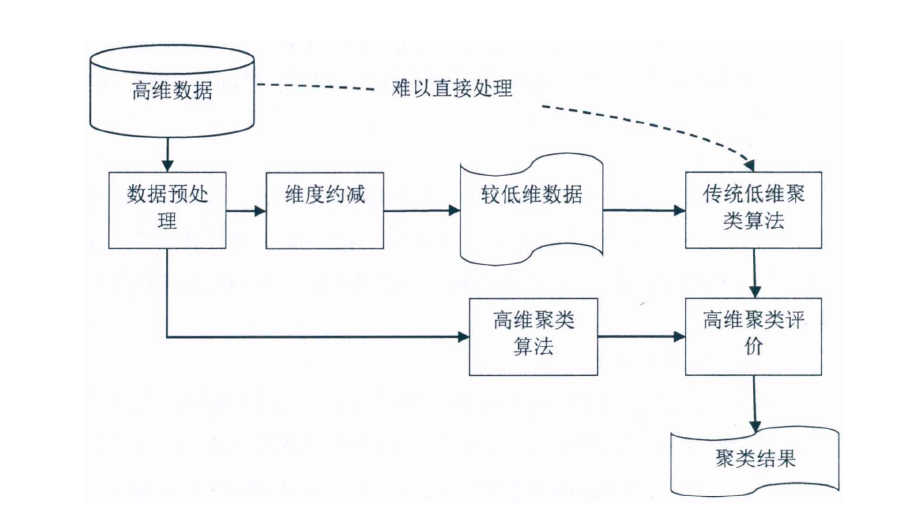 高维数据
难以直接处理
数据预处
理
维度约减
较低维数据
传统低维聚
类算法
高维聚类
算法
高维聚类评
价
聚类结果